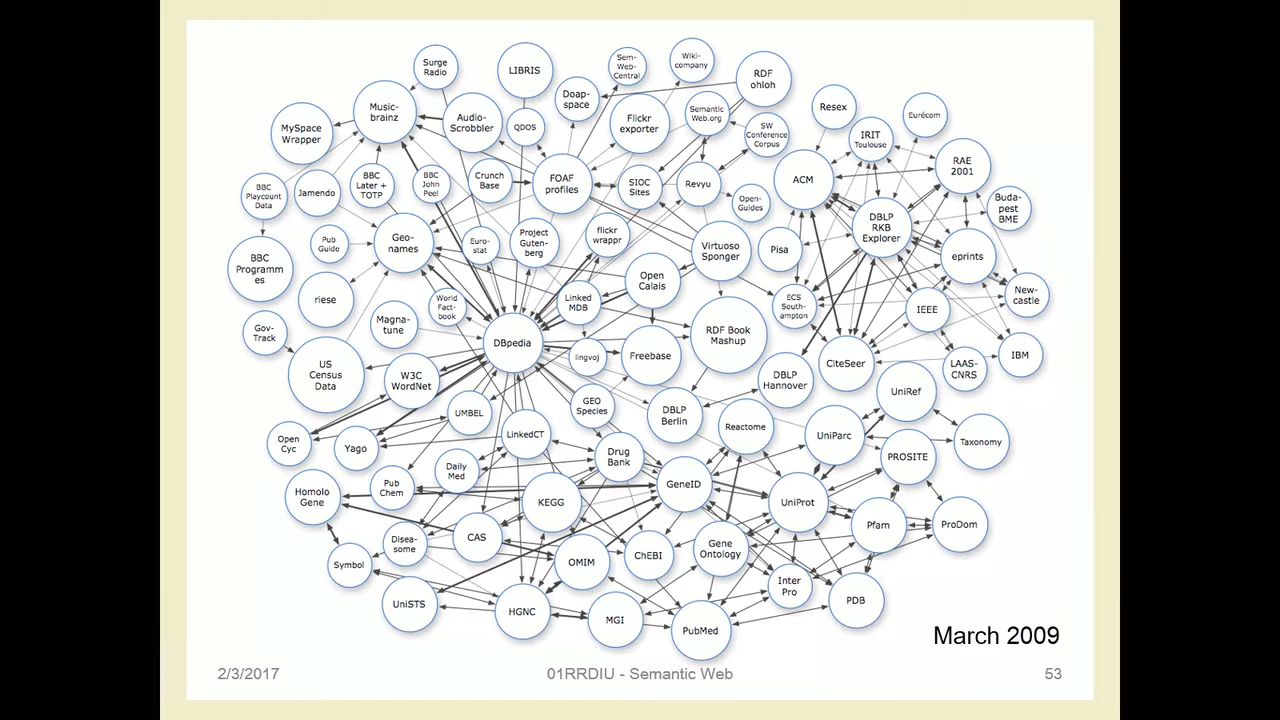 Surge
Radio
LIBRIS
Sem-
Web-
Central
Wiki-
company
RDF
ohloh
Music-
brainz
Audio-
Scrobbler
Doap-
space
Flickr
exporter
Semantic
Web.org
Resex
Eurécom
MySpace
Wrapper
QDOS
SW
Conference
Corpus
IRIT
Toulouse
BBC
Playcount
Data
Jamendo
BBC
Later +
TOTP
BBC
John
Peel
Crunch
Base
FOAF
profiles
SIOC
Sites
Revyu
Open-
Guides
ACM
RAE
2001
DBLP
RKB
Explorer
Buda-
pest
BME
Pub
Guide
Geo-
names
Euro-
stat
Project
Guten-
berg
flickr
wrappr
Virtuoso
Sponger
Pisa
eprints
BBC
Programm
es
riese
World
Fact-
book
Linked
MDB
Open
Calais
ECS
South-
ampton
IEEE
New-
castle
Gov-
Track
Magna-
tune
DBpedia
lingvoj
Freebase
RDF Book
Mashup
CiteSeer
LAAS-
CNRS
IBM
US
Census
Data
W3C
WordNet
DBLP
Hannover
UniRef
UMBEL
GEO
Species
DBLP
Berlin
Reactome
UniParc
Taxonomy
Open
Cyc
Yago
LinkedCT
Drug
Bank
PROSITE
Homolo
Gene
Pub
Chem
Daily
Med
KEGG
GeneID
UniProt
Pfam
ProDom
Disea-
some
CAS
OMIM
ChEBI
Gene
Ontology
Symbol
Inter
Pro
PDB
UniSTS
HGNC
MGI
PubMed
March 2009
2/3/2017
01RRDIU - Semantic Web
53